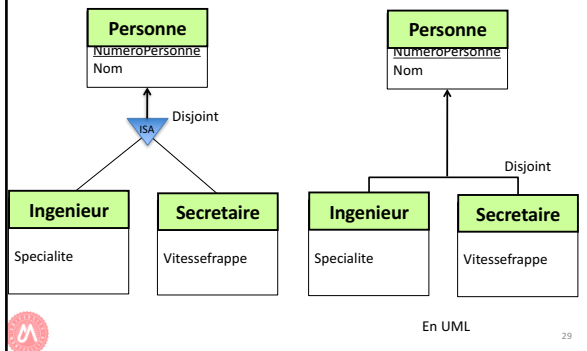 Personne
NumeroPersonne
Nom
ISA
Disjoint
Ingenieur
Specialite
Secretaire
Vitessefrappe
Personne
NumeroPersonne
Nom
Disjoint
Ingenieur
Specialite
Secretaire
Vitessefrappe
En UML
29